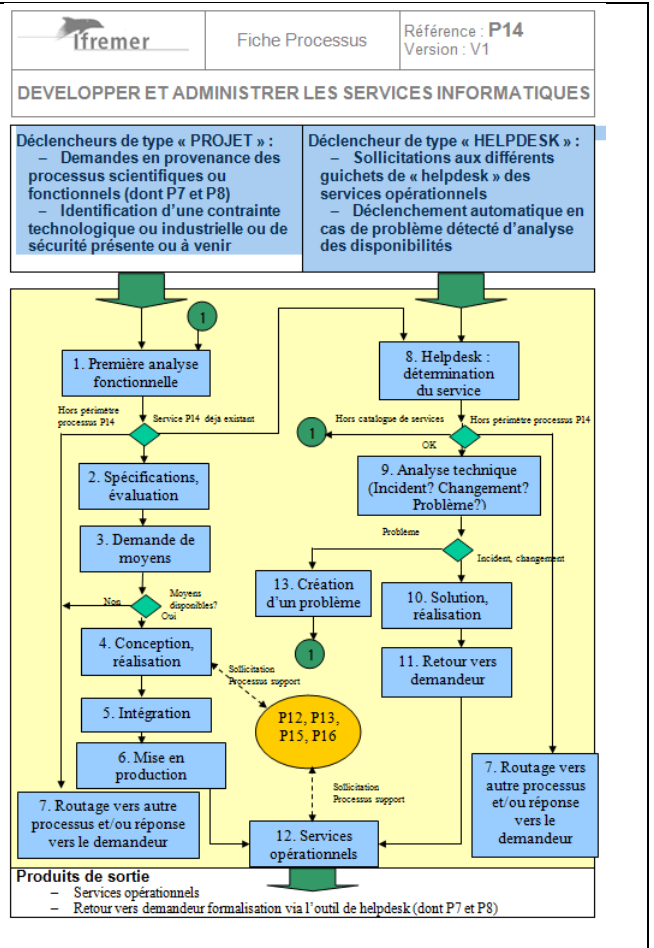 Ifremer
Fiche Processus
Référence : P14
Version : V1
DEVELOPPER ET ADMINISTRER LES SERVICES INFORMATIQUES
Déclencheurs de type « PROJET » :
– Demandes en provenance des
processus scientifiques ou
fonctionnels (dont P7 et P8)
– Identification d'une contrainte
technologique ou industrielle ou de
sécurité présente ou à venir
Déclencheur de type « HELPDESK » :
– Sollicitations aux différents
guichets de « helpdesk » des
services opérationnels
– Déclenchement automatique en
cas de problème détecté d'analyse
des disponibilités
1
1. Première analyse
fonctionnelle
8. Helpdesk :
détermination
du service
Hors périmètre
processus P14
Service P14 déja existant
Hors catalogue de services
Hors périmètre processus P14
1
OK
2. Spécifications,
évaluation
9. Analyse technique
(Incident? Changement?
Problème?)
3. Demande de
moyens
Problème
Incident, changement
Non
Moyens
disponibles?
Oui
13. Création
d'un problème
10. Solution,
réalisation
4. Conception,
réalisation
1
11. Retour vers
demandeur
Sollicitation
Processus support
5. Intégration
P12, P13,
P15, P16
6. Mise en
production
Sollicitation
Processus support
7. Routage vers autre
processus et/ou réponse
vers le demandeur
7. Routage vers
autre processus
et/ou réponse
vers le
demandeur
12. Services
opérationnels
Produits de sortie
– Services opérationnels
– Retour vers demandeur formalisation via l'outil de helpdesk (dont P7 et P8)